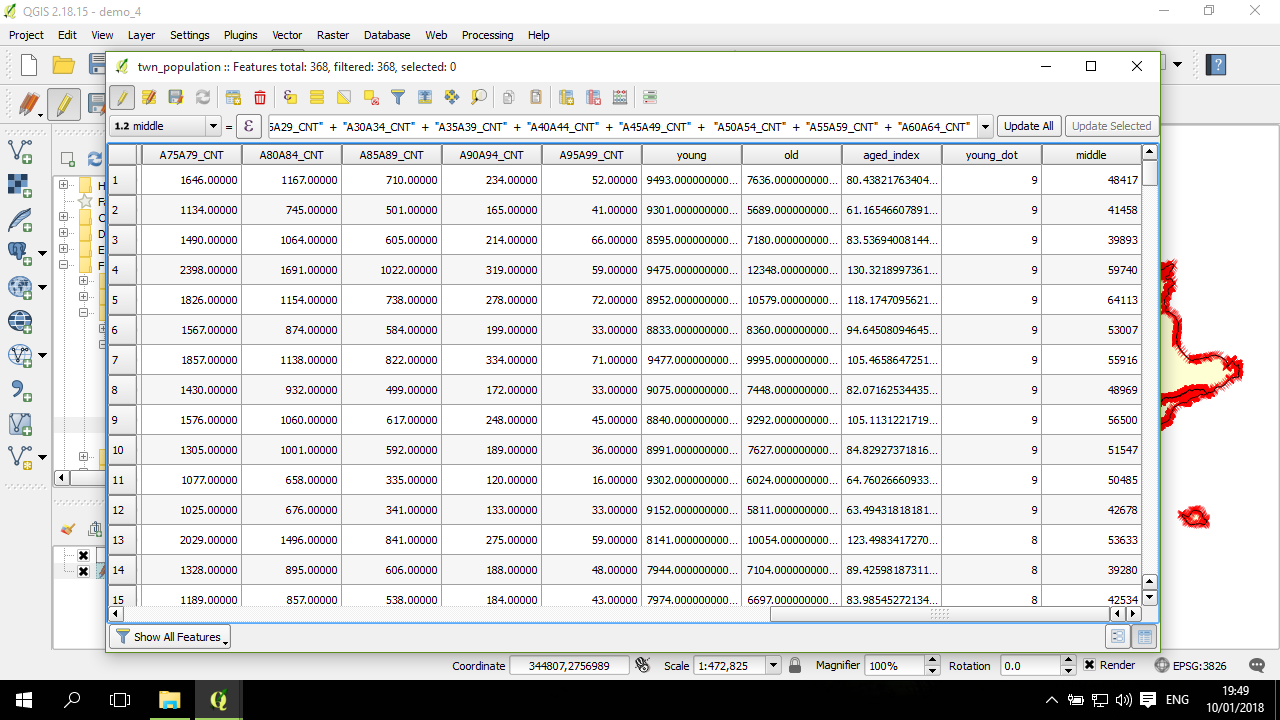 QGIS 2.18.15 - demo_4
Project Edit View Layer Settings Plugins Vector Raster Database Web Processing Help
twn_population :: Features total: 368, filtered: 368, selected: 0
1.2 middle = ε 5A29_CNT" + "A30A34_CNT" + "A35A39_CNT" + "A40A44_CNT" + "A45A49_CNT" + "A50A54_CNT" + "A55A59_CNT" + "A60A64_CNT" Update All Update Selected
A75A79_CNT A80A84_CNT A85A89_CNT A90A94_CNT A95A99_CNT young old aged_index young_dot middle
1 1646.00000 1167.00000 710.00000 234.00000 52.00000 9493.000000000... 7636.000000000... 80.43821763404... 9 48417
2 1134.00000 745.00000 501.00000 165.00000 41.00000 9301.000000000... 5689.000000000... 61.16546607891... 9 41458
3 1490.00000 1064.00000 605.00000 214.00000 66.00000 8595.000000000... 7180.000000000... 83.53694008144... 9 39893
4 2398.00000 1691.00000 1022.00000 319.00000 59.00000 9475.000000000... 12348.00000000... 130.3218997361... 9 59740
5 1826.00000 1154.00000 738.00000 278.00000 72.00000 8952.000000000... 10579.00000000... 118.1747095621... 9 64113
6 1567.00000 874.00000 584.00000 199.00000 33.00000 8833.000000000... 8360.000000000... 94.64508094645... 9 53007
7 1857.00000 1138.00000 822.00000 334.00000 71.00000 9477.000000000... 9995.000000000... 105.4658647251... 9 55916
8 1430.00000 932.00000 499.00000 172.00000 33.00000 9075.000000000... 7448.000000000... 82.07162534435... 9 48969
9 1576.00000 1060.00000 617.00000 248.00000 45.00000 8840.000000000... 9292.000000000... 105.1131221719... 9 56500
10 1305.00000 1001.00000 592.00000 189.00000 36.00000 8991.000000000... 7627.000000000... 84.82927371816... 9 51547
11 1077.00000 658.00000 335.00000 120.00000 16.00000 9302.000000000... 6024.000000000... 64.76026660933... 9 50485
12 1025.00000 676.00000 341.00000 133.00000 33.00000 9152.000000000... 5811.000000000... 63.49431818181... 9 42678
13 2029.00000 1496.00000 841.00000 275.00000 59.00000 8141.000000000... 10054.00000000... 123.4983417270... 8 53633
14 1328.00000 895.00000 606.00000 188.00000 48.00000 7944.000000000... 7104.000000000... 89.42598187311... 8 39280
15 1189.00000 857.00000 538.00000 184.00000 43.00000 7974.000000000... 6697.000000000... 83.98545272134... 8 42534
Show All Features
Coordinate 344807,2756989 Scale 1:472,825 Magnifier 100% Rotation 0.0 Render EPSG:3826
ENG
19:49
10/01/2018